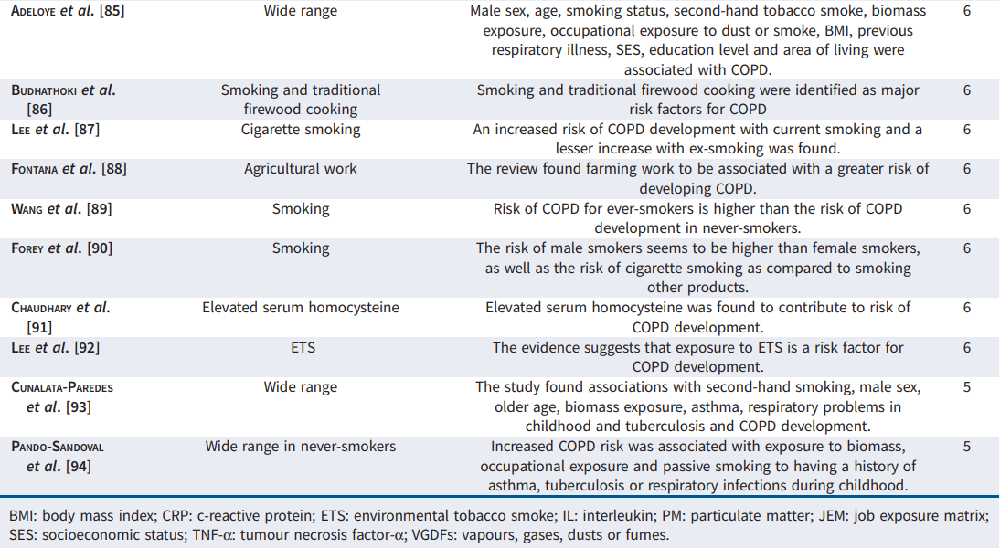 ADELOYE et al. [85] Wide range Male sex, age, smoking status, second-hand tobacco smoke, biomass 6
exposure, occupational exposure to dust or smoke, BMI, previous
respiratory illness, SES, education level and area of living were
associated with COPD.
BUDHATHOKI et al. Smoking and traditional Smoking and traditional firewood cooking were identified as major 6
[86] firewood cooking risk factors for COPD
LEE et al. [87] Cigarette smoking An increased risk of COPD development with current smoking and a 6
lesser increase with ex-smoking was found.
FONTANA et al. [88] Agricultural work The review found farming work to be associated with a greater risk of 6
developing COPD.
WANG et al. [89] Smoking Risk of COPD for ever-smokers is higher than the risk of COPD 6
development in never-smokers.
FOREY et al. [90] Smoking The risk of male smokers seems to be higher than female smokers, 6
as well as the risk of cigarette smoking as compared to smoking
other products.
CHAUDHARY et al. Elevated serum homocysteine Elevated serum homocysteine was found to contribute to risk of 6
[91] COPD development.
LEE et al. [92] ETS The evidence suggests that exposure to ETS is a risk factor for 6
COPD development.
CUNALATA-PAREDES Wide range The study found associations with second-hand smoking, male sex, 5
et al. [93] older age, biomass exposure, asthma, respiratory problems in
childhood and tuberculosis and COPD development.
PANDO-SANDOVAL Wide range in never-smokers Increased COPD risk was associated with exposure to biomass, 5
et al. [94] occupational exposure and passive smoking to having a history of
asthma, tuberculosis or respiratory infections during childhood.
BMI: body mass index; CRP: c-reactive protein; ETS: environmental tobacco smoke; IL: interleukin; PM: particulate matter; JEM: job exposure matrix;
SES: socioeconomic status; TNF-α: tumour necrosis factor-α; VGDFs: vapours, gases, dusts or fumes.